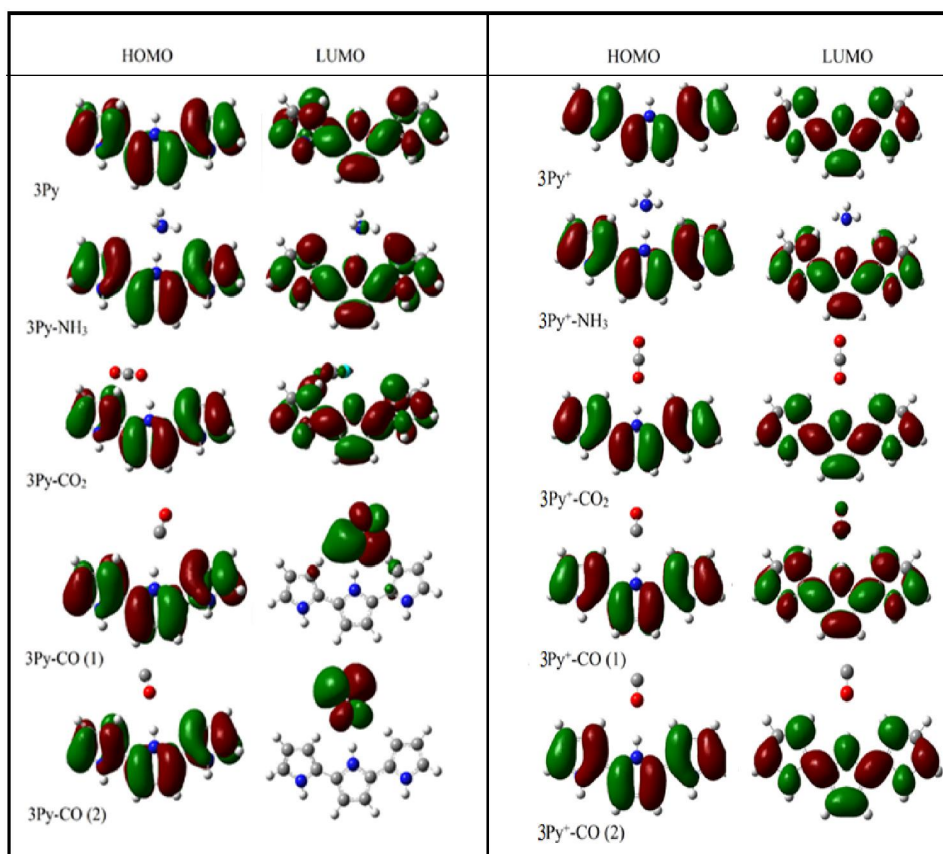 HOMO LUMO HOMO LUMO
3Py 3Py⁺
3Py-NH₃ 3Py⁺-NH₃
3Py-CO₂ 3Py⁺-CO₂
3Py-CO (1) 3Py⁺-CO (1)
3Py-CO (2) 3Py⁺-CO (2)